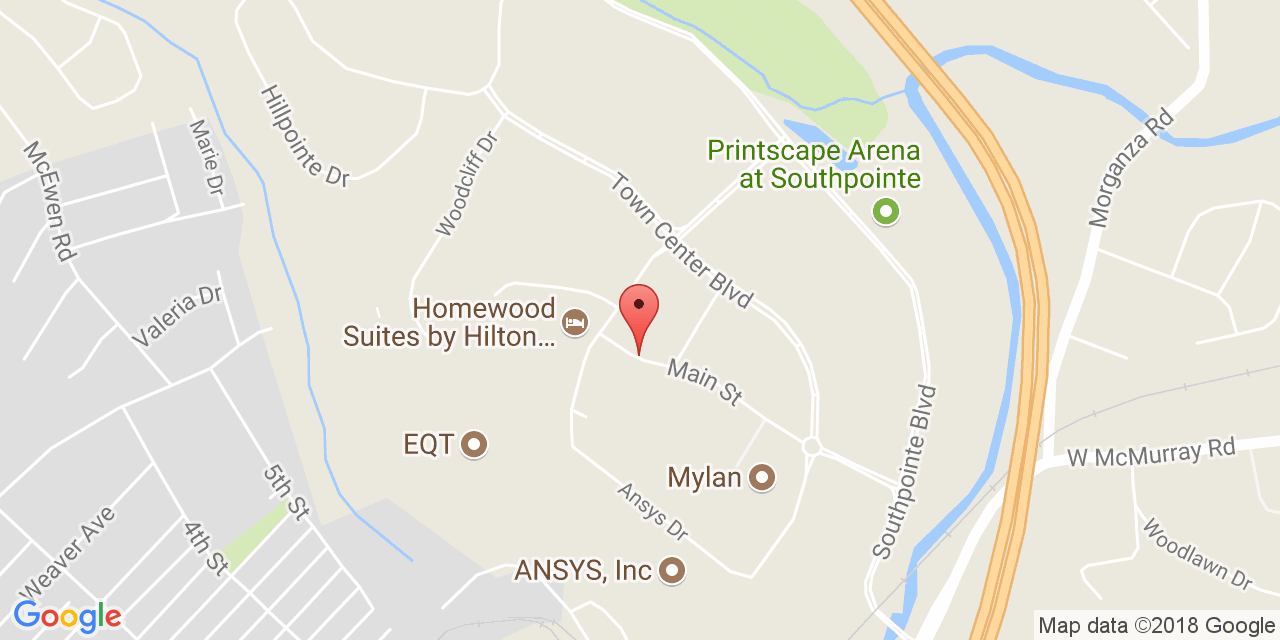 Hillpointe Dr
Marie Dr
McEwen Rd
Woodcliff Dr
Morganza Rd
Printscape Arena
at Southpointe
Town Center Blvd
Valeria Dr
Homewood
Suites by Hilton...
Main St
EQT
Southpointe Blvd
W McMurray Rd
Mylan
5th St
4th St
Weaver Ave
Ansys Dr
Woodlawn Dr
ANSYS, Inc
Google
Map data ©2018 Google